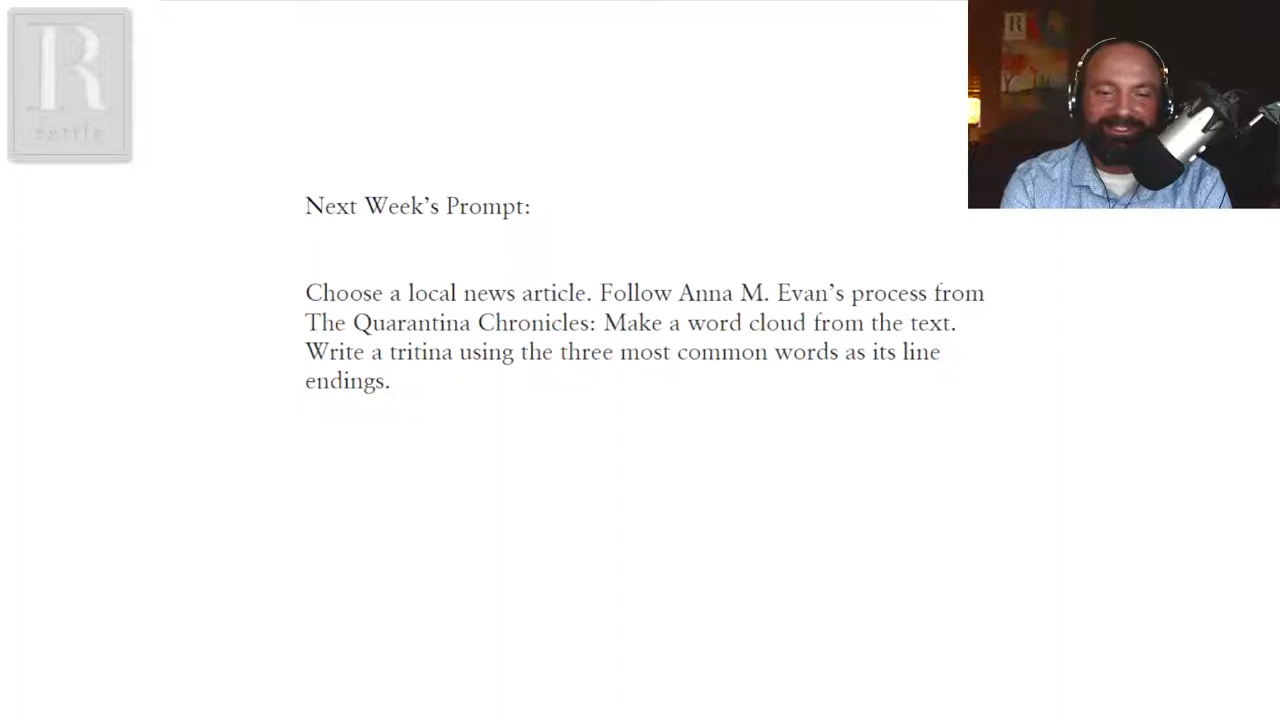 R
rattle
Next Week's Prompt:
Choose a local news article. Follow Anna M. Evan's process from
The Quarantina Chronicles: Make a word cloud from the text.
Write a tritina using the three most common words as its line
endings.